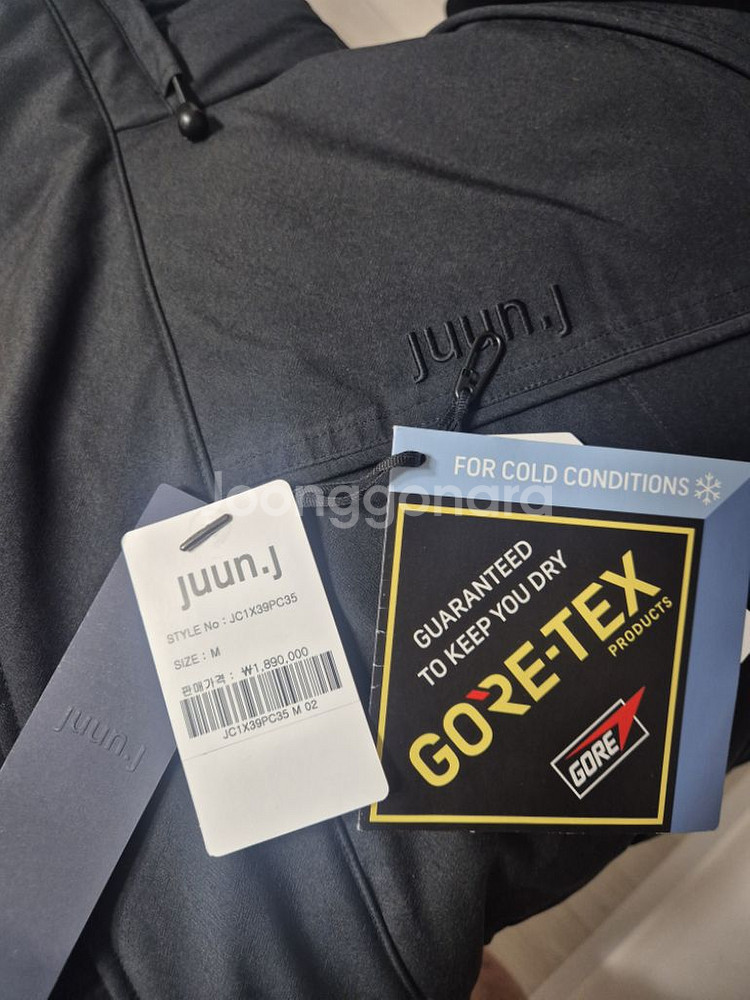 juun.j
Joonggonara
FOR COLD CONDITIONS
juun.j
STYLE No : JC1X39PC35
SIZE : M
판매가격 : ₩1,890,000
JC1X39PC35 M 02
GUARANTEED
TO KEEP YOU DRY
GORE-TEX
PRODUCTS
GORE
juun.j